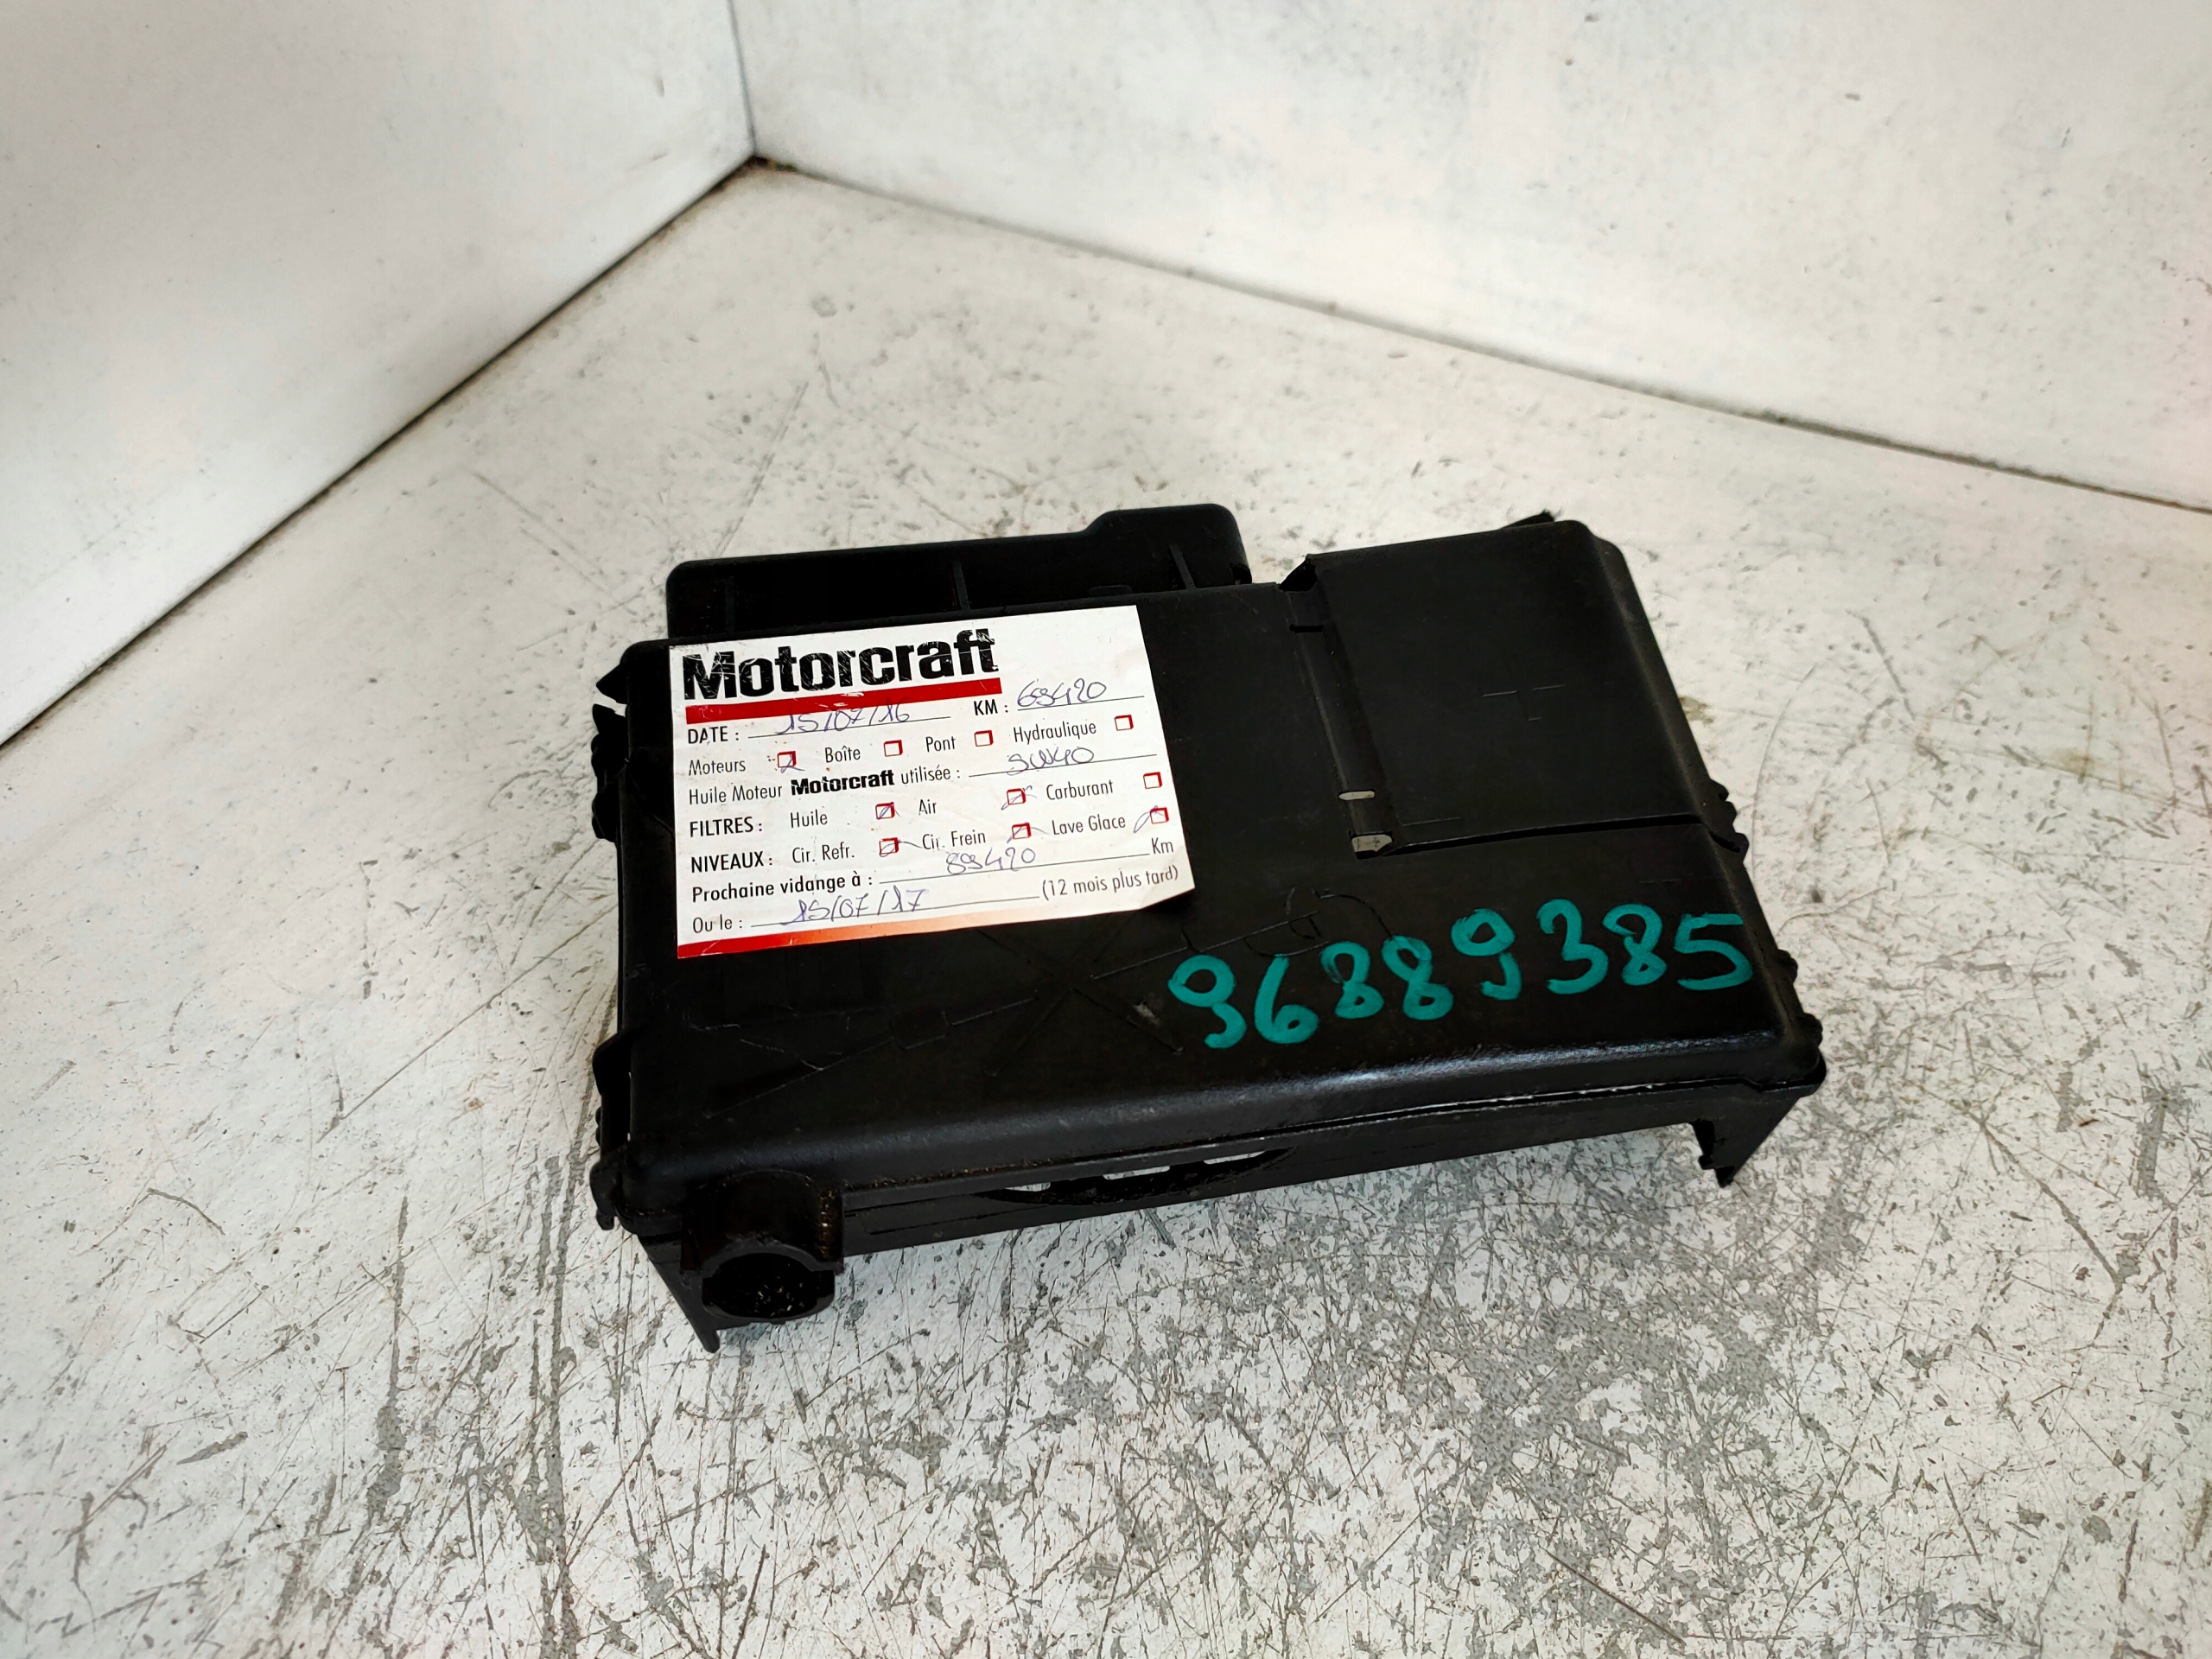 Motorcraft
DATE : 15/07/16 KM : 69420
Moteurs Boîte Pont Hydraulique
Huile Moteur Motorcraft utilisée : 5W40
FILTRES : Huile Air Carburant
NIVEAUX : Cir. Refr. Cir. Frein Lave Glace
Prochaine vidange à : 89420 Km
Ou le : 15/07/17 (12 mois plus tard)
96889385